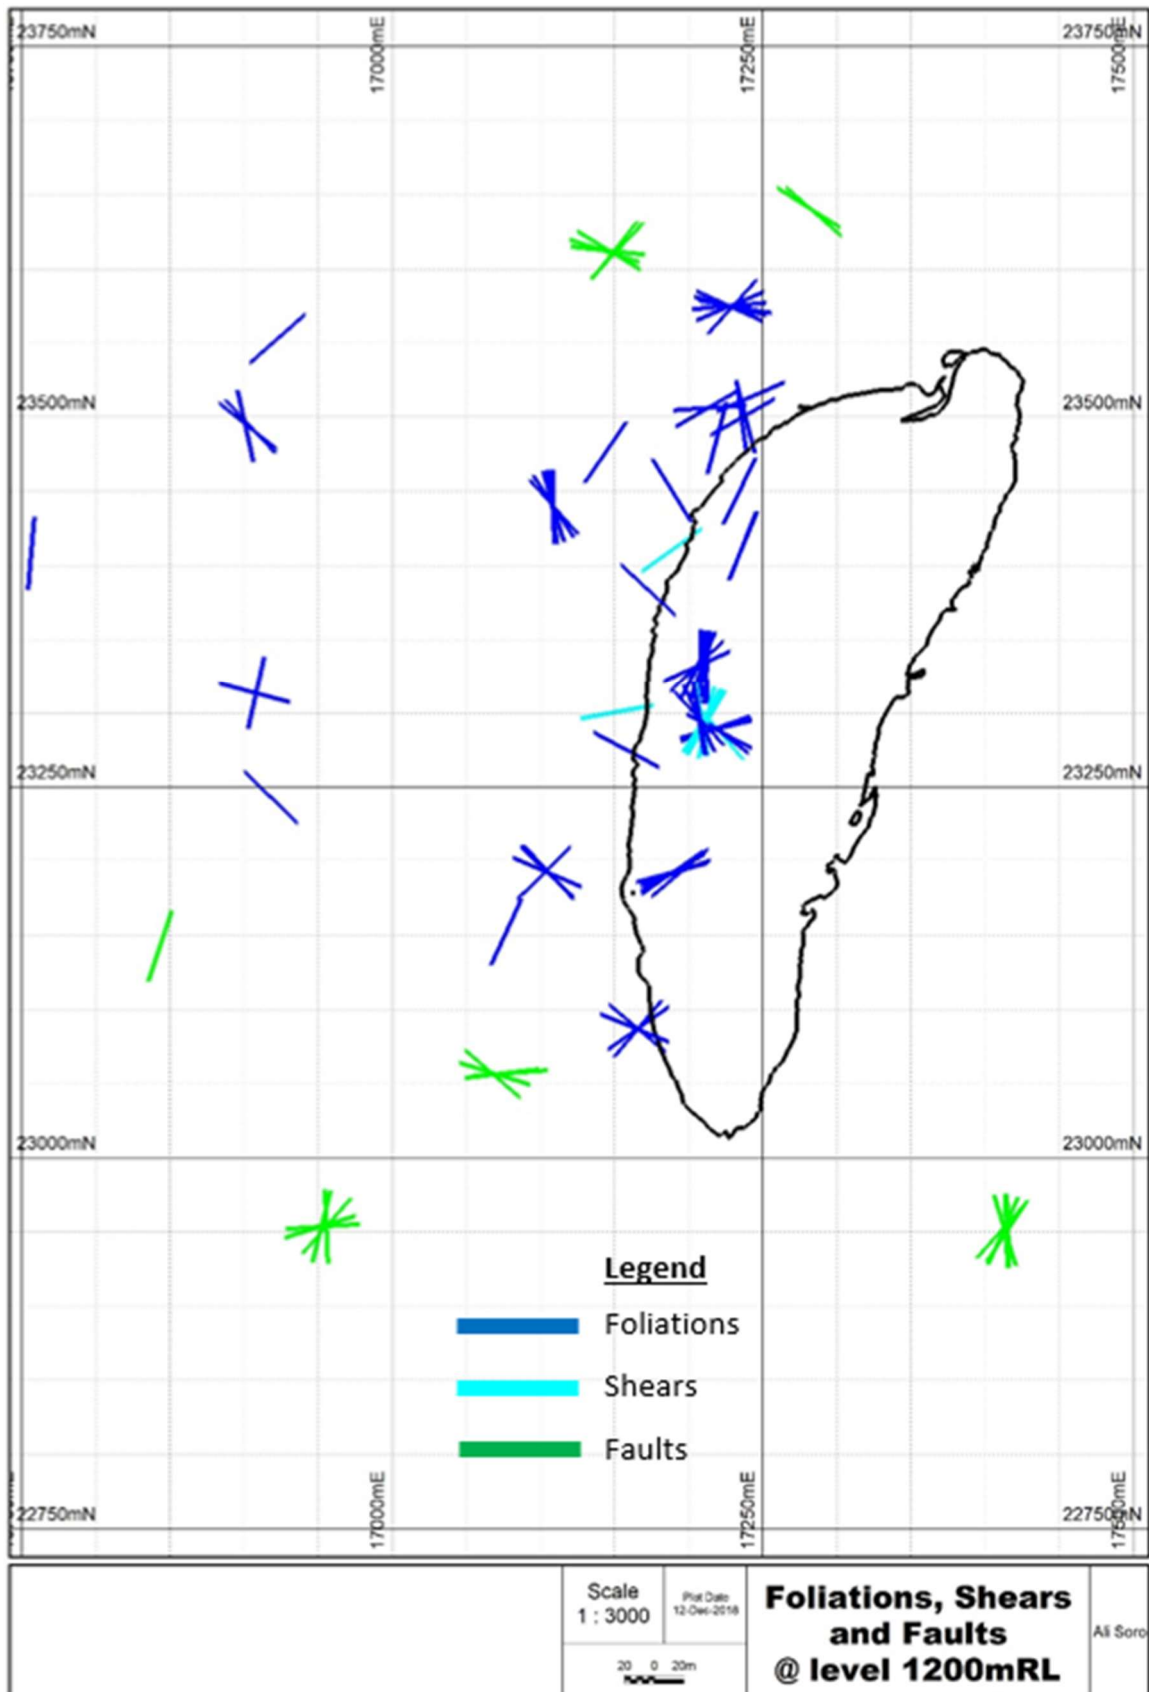 23750mN
17000mE
17250mE
23750mN
17500mE
23500mN
23500mN
23250mN
23250mN
23000mN
23000mN
Legend
Foliations
Shears
Faults
22750mN
17000mE
17250mE
22750mN
17500mE
Scale
1 : 3000
Plot Date
12-Dec-2018
20 0 20m
Foliations, Shears
and Faults
@ level 1200mRL
Ali Soro